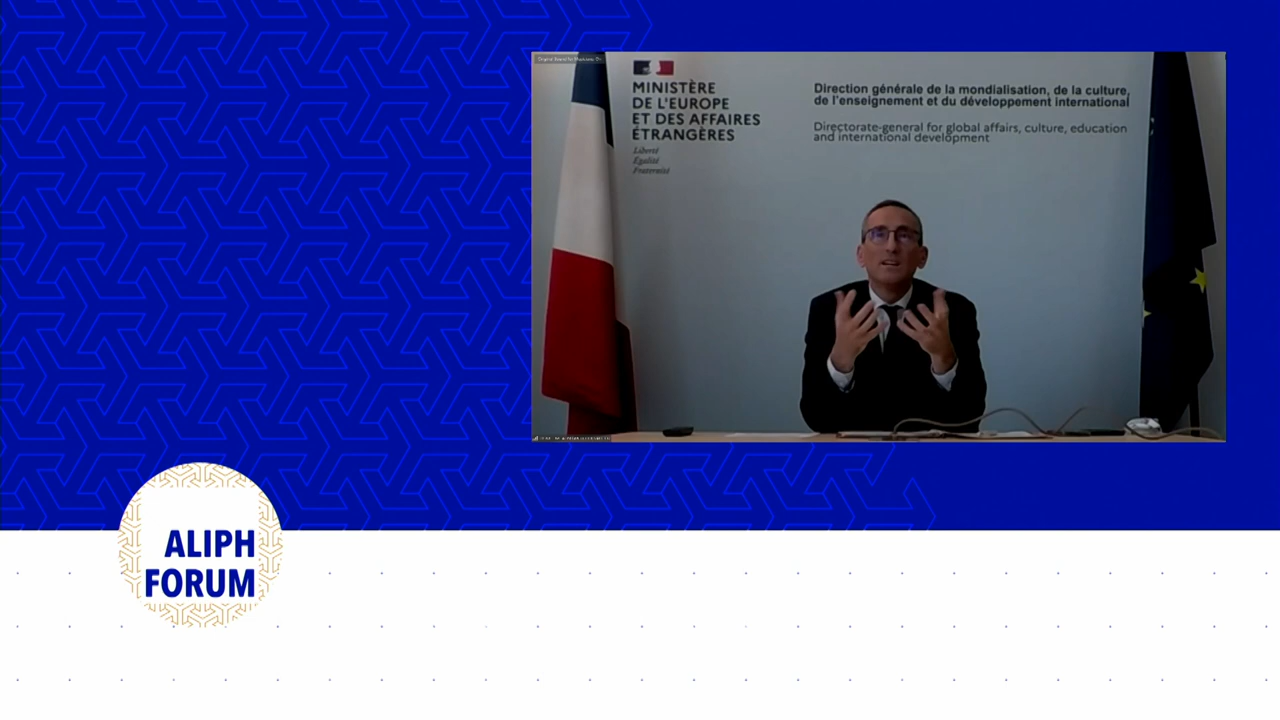 MINISTÈRE
DE L'EUROPE
ET DES AFFAIRES
ÉTRANGÈRES
Liberté
Égalité
Fraternité
Direction générale de la mondialisation, de la culture,
de l'enseignement et du développement international
Directorate-general for global affairs, culture, education
and international development
ALIPH
FORUM